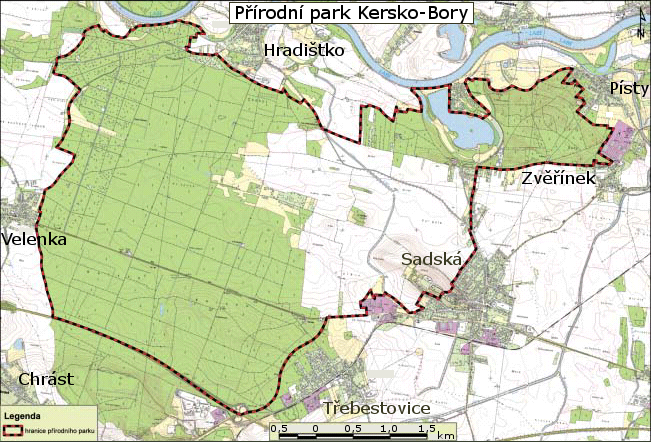 Přírodní park Kersko-Bory
Hradištko
Písty
Zvěřínek
Velenka
Sadská
Chrást
Třebestovice
Legenda
hranice přírodního parku
0,5 0 0,5 1 1,5
km